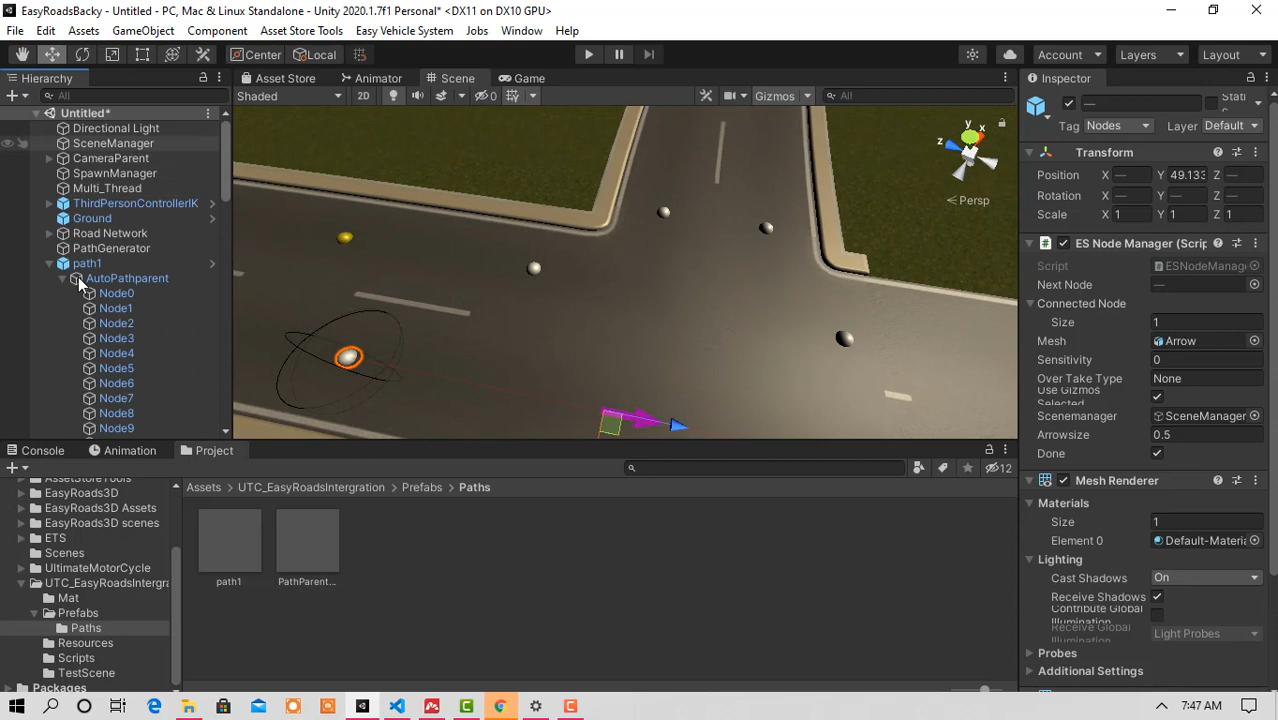 EasyRoadsBacky - Untitled - PC, Mac & Linux Standalone - Unity 2020.1.7f1 Personal* <DX11 on DX10 GPU>
File Edit Assets GameObject Component Asset Store Tools Easy Vehicle System Jobs Window Help
Center Local Account Layers Layout
Hierarchy Asset Store Animator Scene Game Inspector
All Shaded 2D 0 Gizmos All
Untitled*
Directional Light
SceneManager
CameraParent
SpawnManager
Multi_Thread
ThirdPersonControllerIK
Ground
Road Network
PathGenerator
path1
AutoPathparent
Node0
Node1
Node2
Node3
Node4
Node5
Node6
Node7
Node8
Node9
y
x
z
Persp
— Stati
Tag Nodes Layer Default
Transform
Position X — Y 49.133 Z —
Rotation X — Y — Z —
Scale X 1 Y 1 Z 1
ES Node Manager (Scrip
Script ESNodeManage
Next Node —
Connected Node
Size 1
Mesh Arrow
Sensitivity 0
Over Take Type None
Use Gizmos
Selected
Scenemanager SceneManager
Arrowsize 0.5
Done
Mesh Renderer
Materials
Size 1
Element 0 Default-Materia
Lighting
Cast Shadows On
Receive Shadows
Contribute Global
Illumination
Receive Global
Illumination
Light Probes
Probes
Additional Settings
Console Animation Project
12
AssetStoreTools
EasyRoads3D
EasyRoads3D Assets
EasyRoads3D scenes
ETS
Scenes
UltimateMotorCycle
UTC_EasyRoadsIntergra
Mat
Prefabs
Paths
Resources
Scripts
TestScene
Packages
Assets > UTC_EasyRoadsIntergration > Prefabs > Paths
path1 PathParent...
7:47 AM